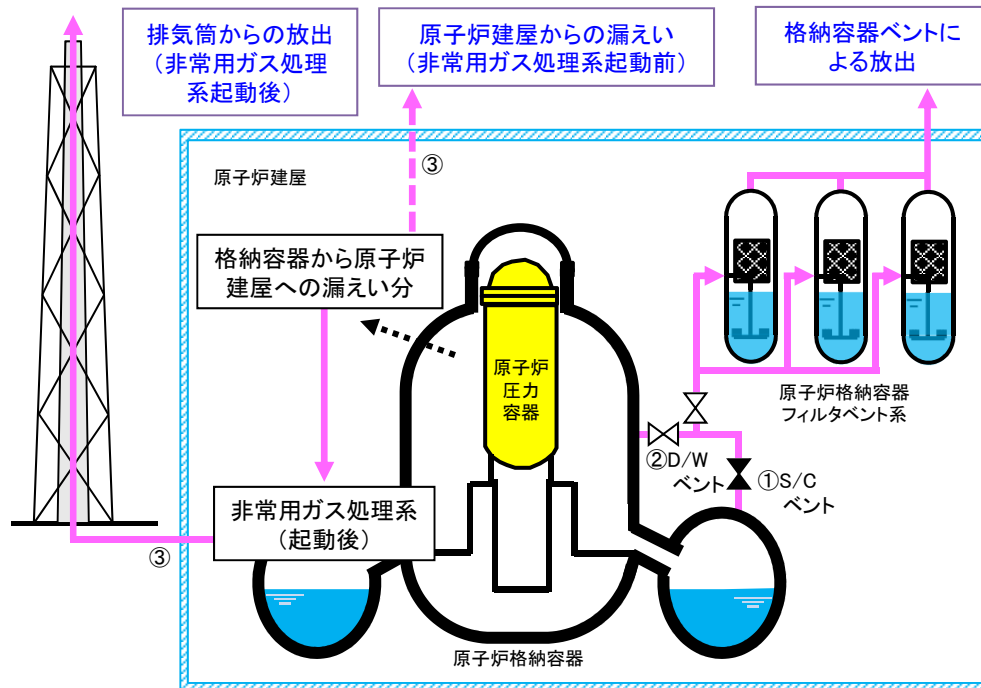 排気筒からの放出
（非常用ガス処理
系起動後）
原子炉建屋からの漏えい
（非常用ガス処理系起動前）
格納容器ベントに
よる放出
③
原子炉建屋
格納容器から原子炉
建屋への漏えい分
原子炉
圧力
容器
原子炉格納容器
フィルタベント系
②D/W
ベント
①S/C
ベント
非常用ガス処理系
（起動後）
③
原子炉格納容器